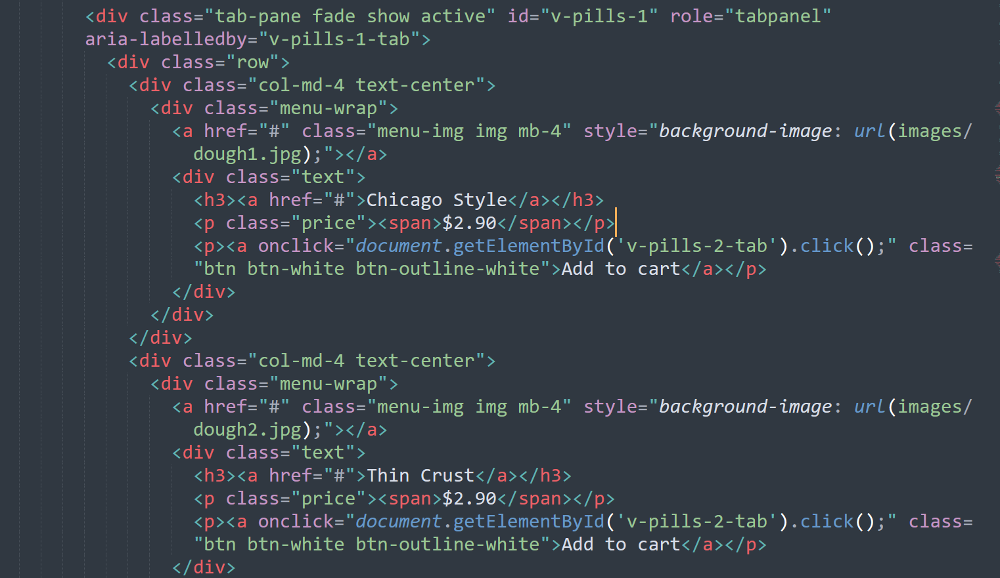 <div class="tab-pane fade show active" id="v-pills-1" role="tabpanel"
aria-labelledby="v-pills-1-tab">
<div class="row">
<div class="col-md-4 text-center">
<div class="menu-wrap">
<a href="#" class="menu-img img mb-4" style="background-image: url(images/
dough1.jpg);"></a>
<div class="text">
<h3><a href="#">Chicago Style</a></h3>
<p class="price"><span>$2.90</span></p>
<p><a onclick="document.getElementById('v-pills-2-tab').click();" class=
"btn btn-white btn-outline-white">Add to cart</a></p>
</div>
</div>
</div>
<div class="col-md-4 text-center">
<div class="menu-wrap">
<a href="#" class="menu-img img mb-4" style="background-image: url(images/
dough2.jpg);"></a>
<div class="text">
<h3><a href="#">Thin Crust</a></h3>
<p class="price"><span>$2.90</span></p>
<p><a onclick="document.getElementById('v-pills-2-tab').click();" class=
"btn btn-white btn-outline-white">Add to cart</a></p>
</div>